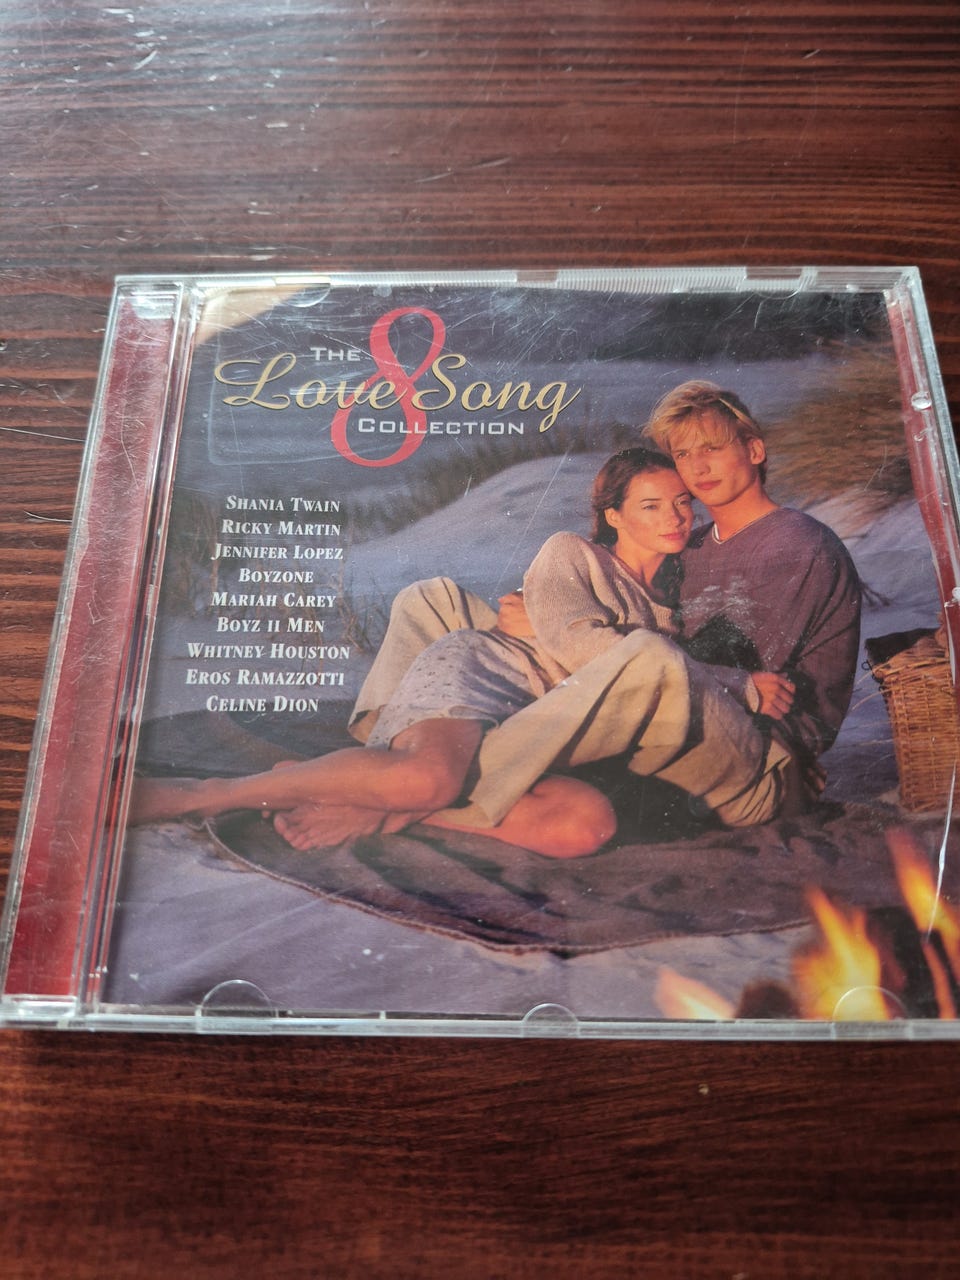 The
8
Love Song
Collection
Shania Twain
Ricky Martin
Jennifer Lopez
Boyzone
Mariah Carey
Boyz II Men
Whitney Houston
Eros Ramazzotti
Celine Dion